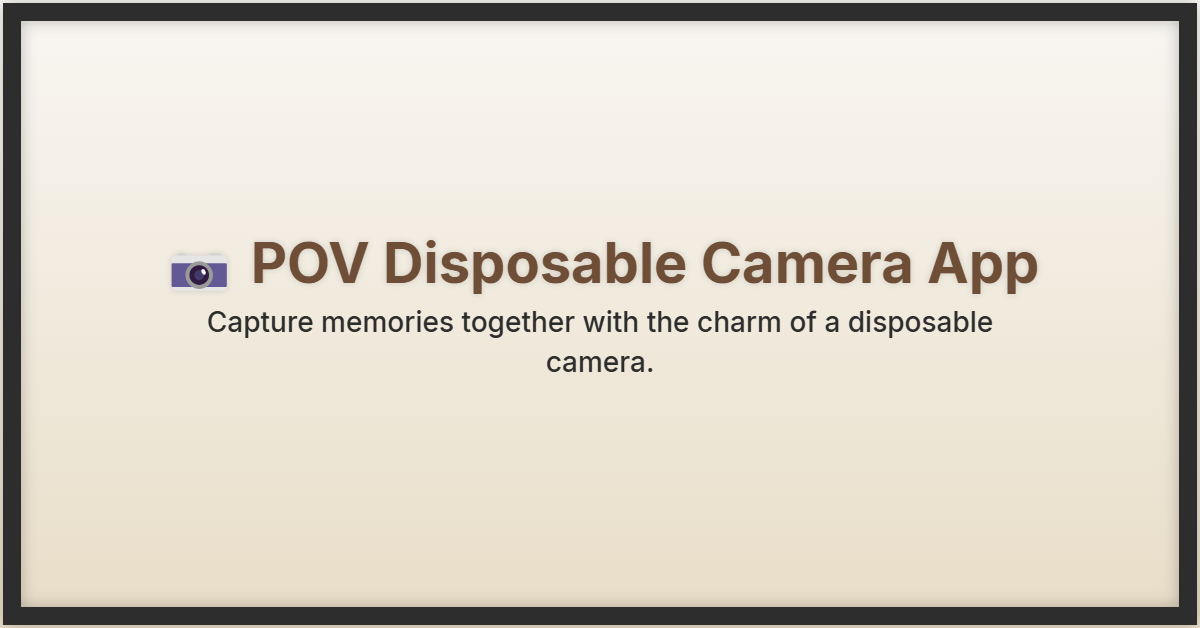 POV Disposable Camera App
Capture memories together with the charm of a disposable
camera.